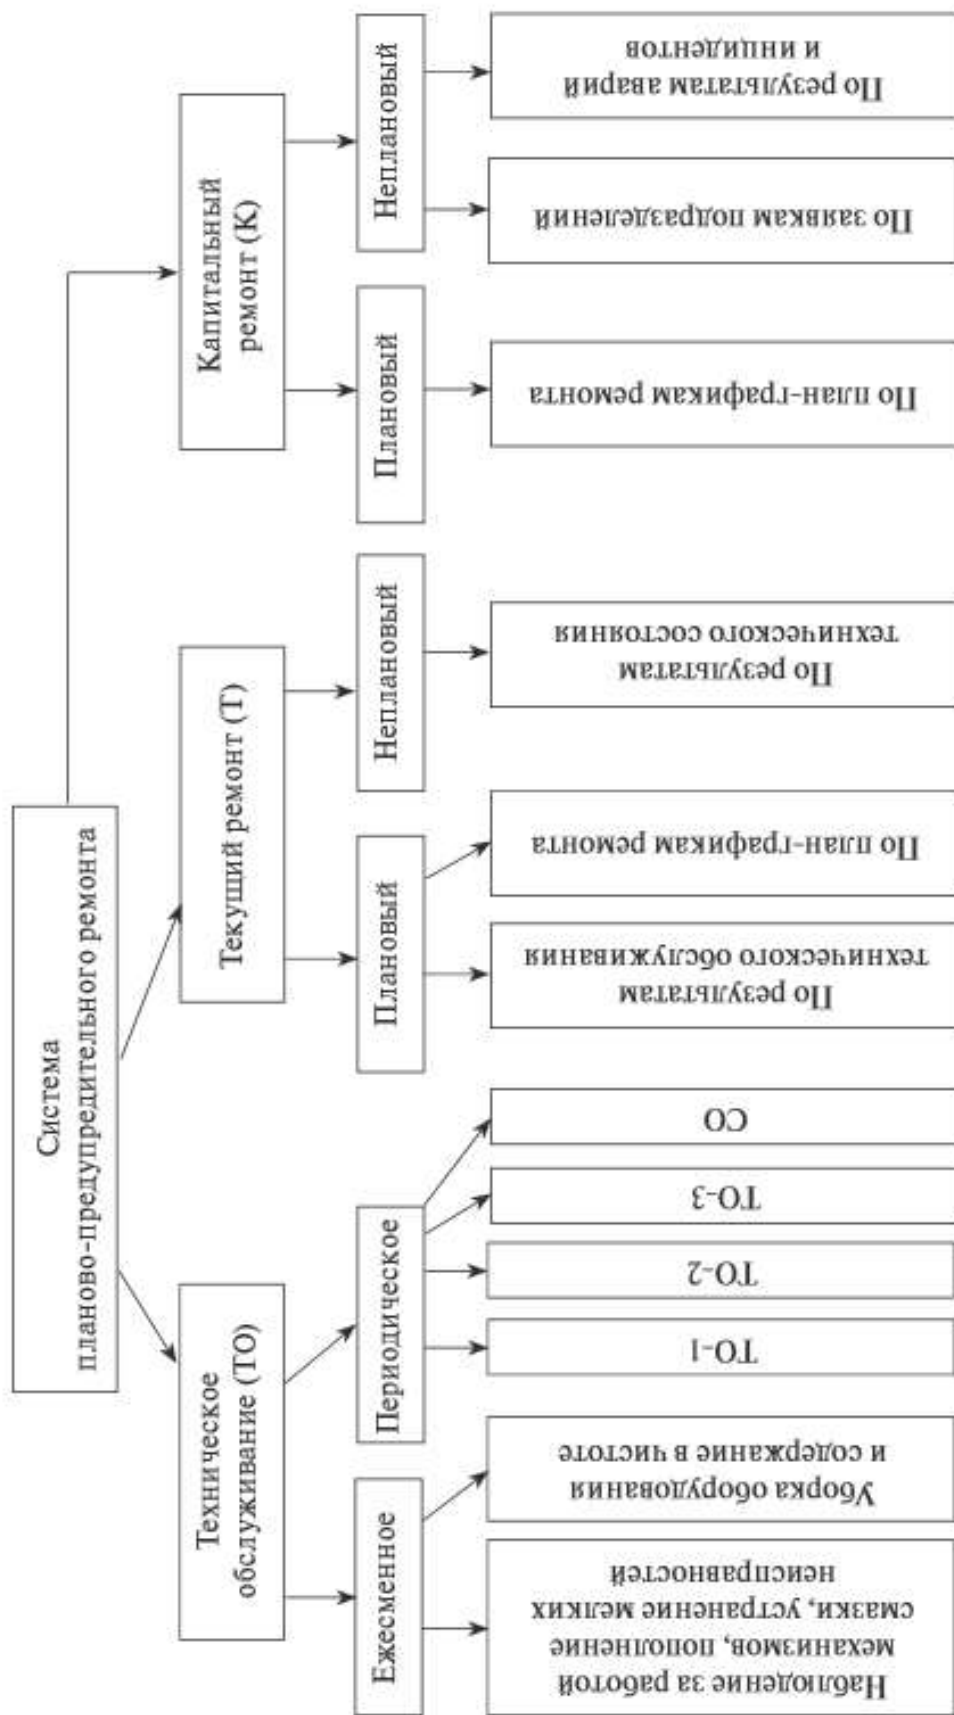 Система
планово-предупредительного ремонта
Техническое
обслуживание (ТО)
Текущий ремонт (Т)
Капитальный
ремонт (К)
Ежесменное
Периодическое
Плановый
Неплановый
Плановый
Неплановый
Наблюдение за работой
механизмов, пополнение
смазки, устранение мелких
неисправностей
Уборка оборудования
и содержание в чистоте
ТО-1
ТО-2
ТО-3
СО
По результатам
технического обслуживания
По план-графикам ремонта
По результатам
технического состояния
По план-графикам ремонта
По заявкам подразделений
По результатам аварий
и инцидентов